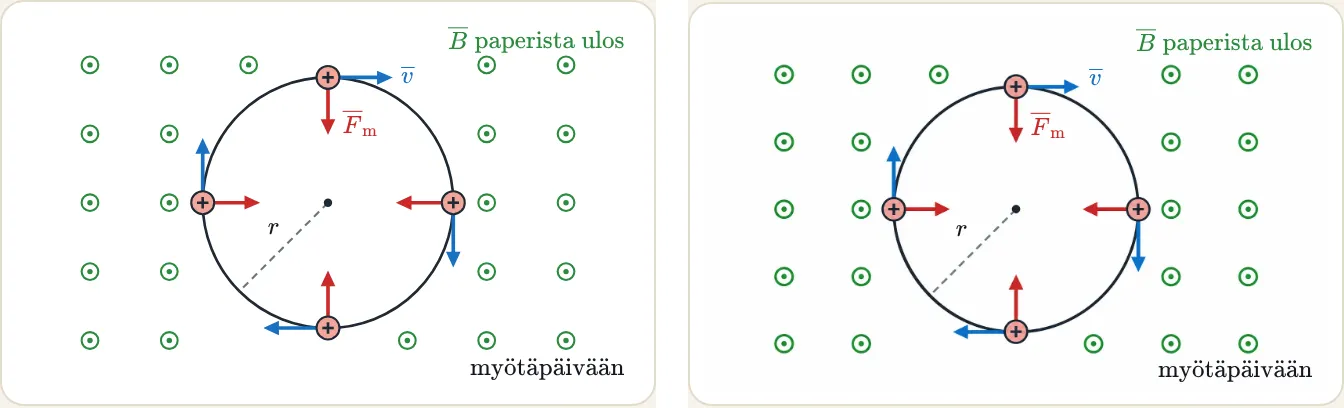 B̅ paperista ulos
v̅
F̅ₘ
r
myötäpäivään
B̅ paperista ulos
v̅
F̅ₘ
r
myötäpäivään